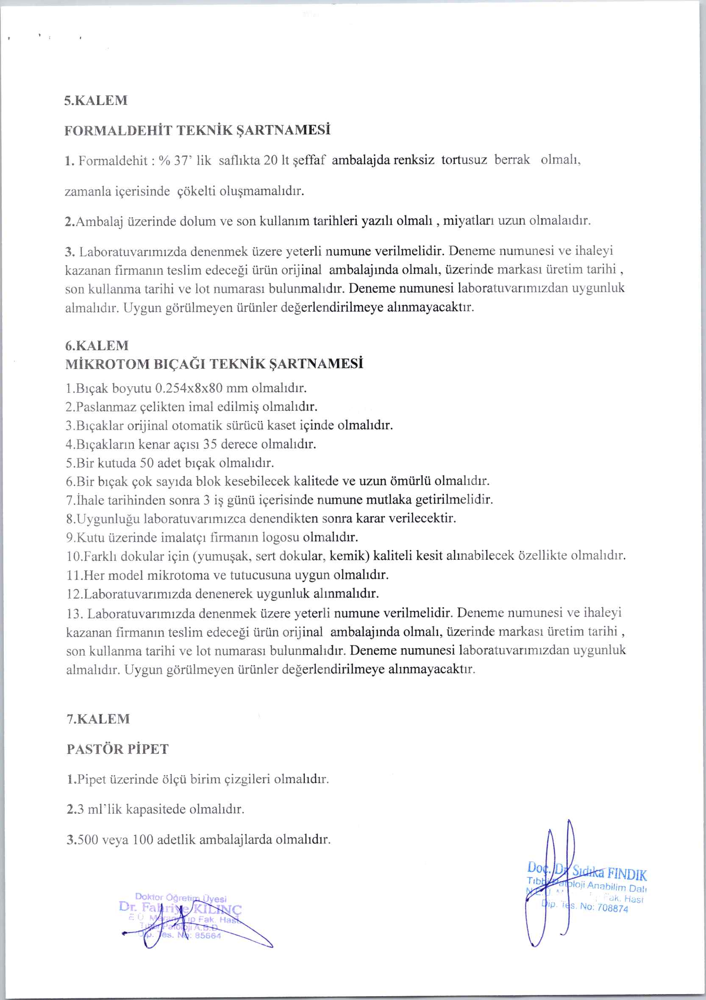 5.KALEM
FORMALDEHİT TEKNİK ŞARTNAMESİ
1. Formaldehit : % 37’ lik saflıkta 20 lt şeffaf ambalajda renksiz tortusuz berrak olmalı,
zamanla içerisinde çökelti oluşmamalıdır.
2.Ambalaj üzerinde dolum ve son kullanım tarihleri yazılı olmalı , miyatları uzun olmalaıdır.
3. Laboratuvarımızda denenmek üzere yeterli numune verilmelidir. Deneme numunesi ve ihaleyi
kazanan firmanın teslim edeceği ürün orijinal ambalajında olmalı, üzerinde markası üretim tarihi ,
son kullanma tarihi ve lot numarası bulunmalıdır. Deneme numunesi laboratuvarımızdan uygunluk
almalıdır. Uygun görülmeyen ürünler değerlendirilmeye alınmayacaktır.
6.KALEM
MİKROTOM BIÇAĞI TEKNİK ŞARTNAMESİ
1.Bıçak boyutu 0.254x8x80 mm olmalıdır.
2.Paslanmaz çelikten imal edilmiş olmalıdır.
3.Bıçaklar orijinal otomatik sürücü kaset içinde olmalıdır.
4.Bıçakların kenar açısı 35 derece olmalıdır.
5.Bir kutuda 50 adet bıçak olmalıdır.
6.Bir bıçak çok sayıda blok kesebilecek kalitede ve uzun ömürlü olmalıdır.
7.İhale tarihinden sonra 3 iş günü içerisinde numune mutlaka getirilmelidir.
8.Uygunluğu laboratuvarımızca denendikten sonra karar verilecektir.
9.Kutu üzerinde imalatçı firmanın logosu olmalıdır.
10.Farklı dokular için (yumuşak, sert dokular, kemik) kaliteli kesit alınabilecek özellikte olmalıdır.
11.Her model mikrotoma ve tutucusuna uygun olmalıdır.
12.Laboratuvarımızda denenerek uygunluk alınmalıdır.
13. Laboratuvarımızda denenmek üzere yeterli numune verilmelidir. Deneme numunesi ve ihaleyi
kazanan firmanın teslim edeceği ürün orijinal ambalajında olmalı, üzerinde markası üretim tarihi ,
son kullanma tarihi ve lot numarası bulunmalıdır. Deneme numunesi laboratuvarımızdan uygunluk
almalıdır. Uygun görülmeyen ürünler değerlendirilmeye alınmayacaktır.
7.KALEM
PASTÖR PİPET
1.Pipet üzerinde ölçü birim çizgileri olmalıdır.
2.3 ml’lik kapasitede olmalıdır.
3.500 veya 100 adetlik ambalajlarda olmalıdır.
Doktor Öğretim Üyesi
Dr. Fahriye KILINÇ
Meram Tıp Fak. Hast.
Tıbbi Patoloji A.B.D.
Dip. Tes. No: 85664
Doç. Dr. Sıdıka FINDIK
Tıbbi Patoloji Anabilim Dalı
N.E.Ü. Fak. Hast
Dip. Tes. No: 708874